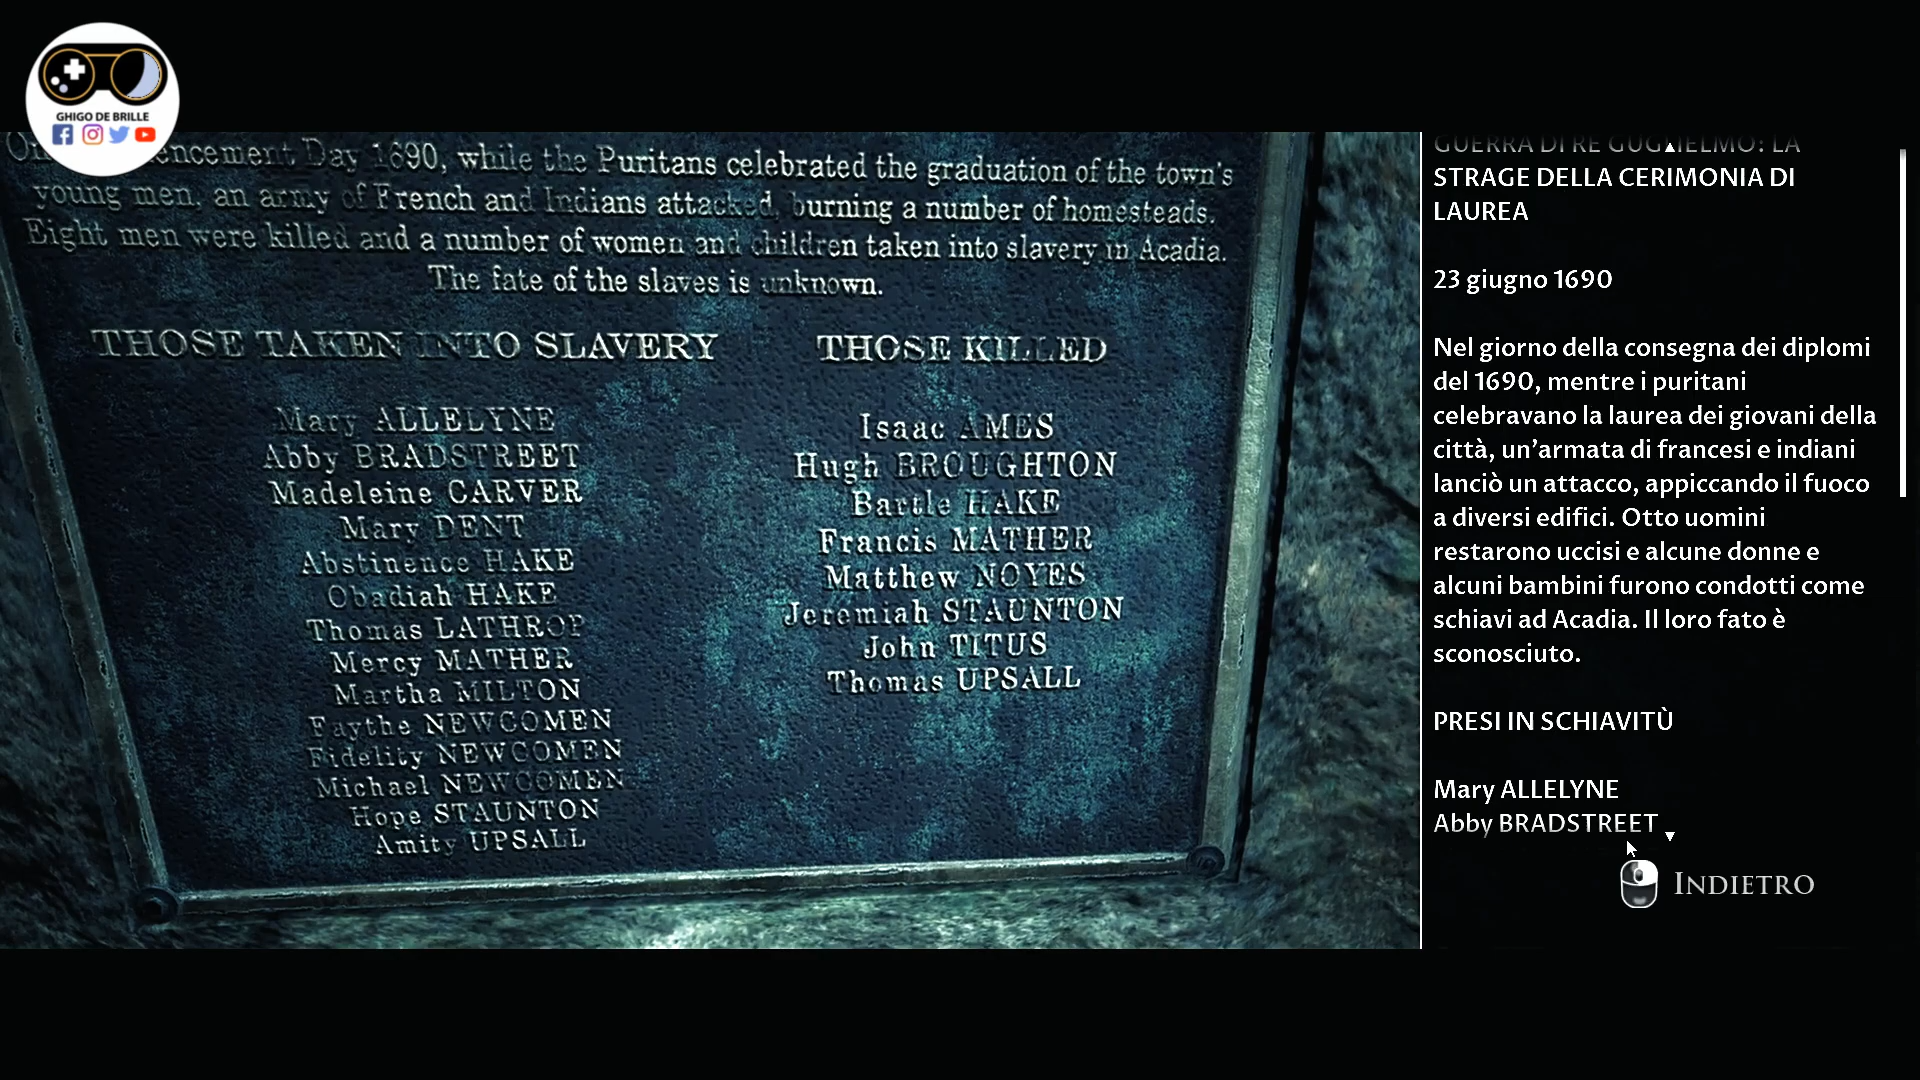 GHIGO DE BRILLE
encement Day 1690, while the Puritans celebrated the graduation of the town's
young men, an army of French and Indians attacked, burning a number of homesteads.
Eight men were killed and a number of women and children taken into slavery in Acadia.
The fate of the slaves is unknown.
THOSE TAKEN INTO SLAVERY
Mary ALLELYNE
Abby BRADSTREET
Madeleine CARVER
Mary DENT
Abstinence HAKE
Obadiah HAKE
Thomas LATHROP
Mercy MATHER
Martha MILTON
Faythe NEWCOMEN
Fidelity NEWCOMEN
Michael NEWCOMEN
Hope STAUNTON
Amity UPSALL
THOSE KILLED
Isaac AMES
Hugh BROUGHTON
Bartle HAKE
Francis MATHER
Matthew NOYES
Jeremiah STAUNTON
John TITUS
Thomas UPSALL
GUERRA DI RE GUGLIELMO: LA
STRAGE DELLA CERIMONIA DI
LAUREA
23 giugno 1690
Nel giorno della consegna dei diplomi
del 1690, mentre i puritani
celebravano la laurea dei giovani della
città, un'armata di francesi e indiani
lanciò un attacco, appiccando il fuoco
a diversi edifici. Otto uomini
restarono uccisi e alcune donne e
alcuni bambini furono condotti come
schiavi ad Acadia. Il loro fato è
sconosciuto.
PRESI IN SCHIAVITÙ
Mary ALLELYNE
Abby BRADSTREET
INDIETRO